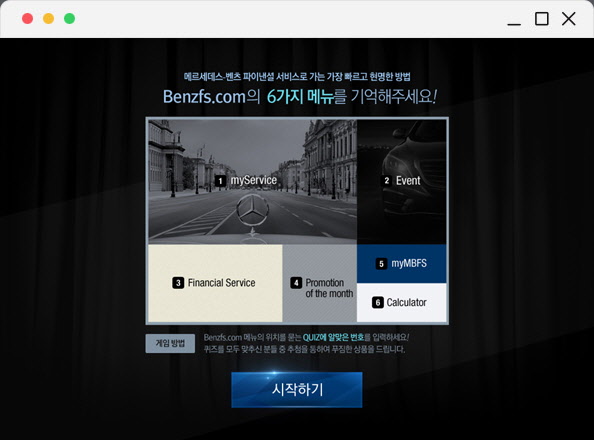 메르세데스-벤츠 파이낸셜 서비스로 가는 가장 빠르고 현명한 방법
Benzfs.com의 6가지 메뉴를 기억해주세요!
1 myService
2 Event
3 Financial Service
4 Promotion
of the month
5 myMBFS
6 Calculator
게임 방법
Benzfs.com 메뉴의 위치를 묻는 QUIZ에 알맞은 번호를 입력하세요!
퀴즈를 모두 맞추신 분들 중 추첨을 통하여 푸짐한 상품을 드립니다.
시작하기